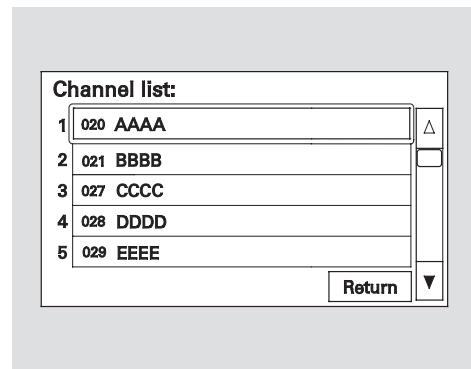 Channel list:
1 020 AAAA
2 021 BBBB
3 027 CCCC
4 028 DDDD
5 029 EEEE
Return